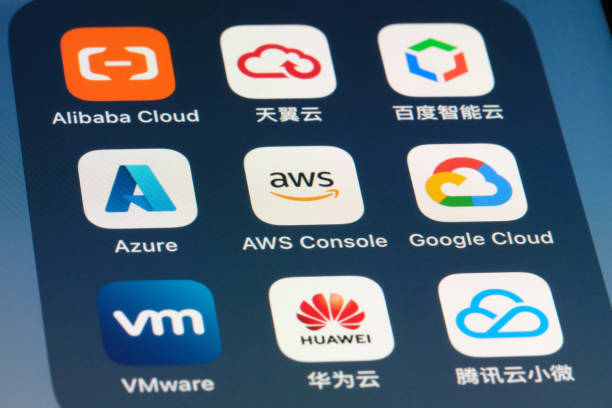 Alibaba Cloud
天翼云
百度智能云
aws
Azure
AWS Console
Google Cloud
vm
HUAWEI
VMware
华为云
腾讯云小微